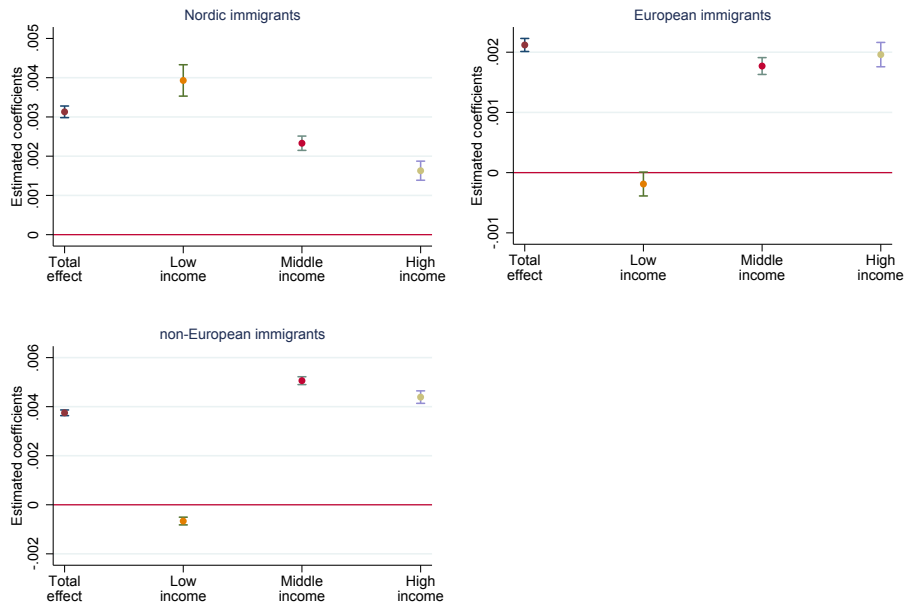 Nordic immigrants
Estimated coefficients
.005
.004
.003
.002
.001
0
Total effect
Low income
Middle income
High income
European immigrants
Estimated coefficients
.002
.001
0
-.001
Total effect
Low income
Middle income
High income
non-European immigrants
Estimated coefficients
.006
.004
.002
0
-.002
Total effect
Low income
Middle income
High income